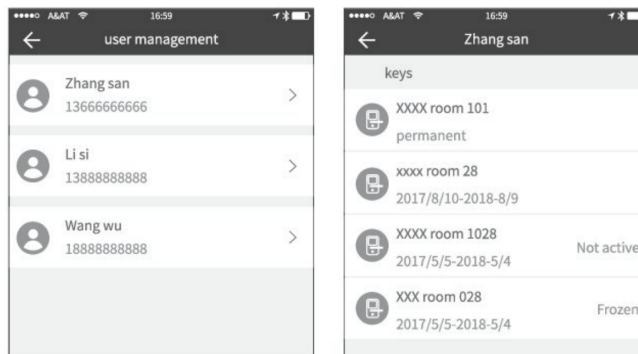 A&AT 16:59
user management
Zhang san
13666666666
Li si
13888888888
Wang wu
18888888888
A&AT 16:59
Zhang san
keys
XXXX room 101
permanent
xxxx room 28
2017/8/10-2018-8/9
XXXX room 1028
Not active
2017/5/5-2018-5/4
XXX room 028
Frozen
2017/5/5-2018-5/4